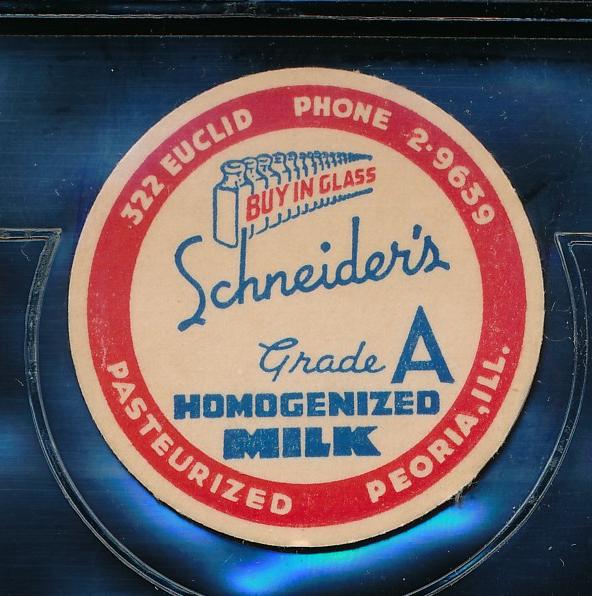 322 EUCLID PHONE 2-9639
BUY IN GLASS
Schneider's
Grade A
HOMOGENIZED
MILK
PASTEURIZED PEORIA, ILL.